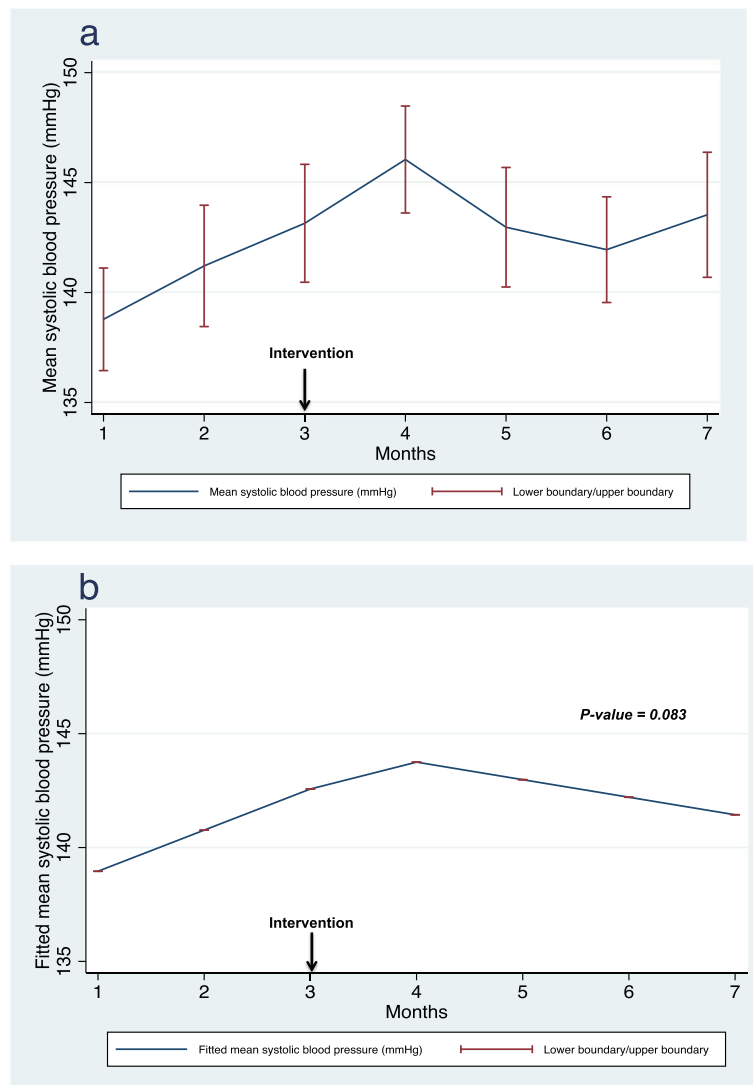 a
Mean systolic blood pressure (mmHg)
150
145
140
135
Intervention
1 2 3 4 5 6 7
Months
Mean systolic blood pressure (mmHg) Lower boundary/upper boundary
b
Fitted mean systolic blood pressure (mmHg)
150
145
140
135
P-value = 0.083
Intervention
1 2 3 4 5 6 7
Months
Fitted mean systolic blood pressure (mmHg) Lower boundary/upper boundary